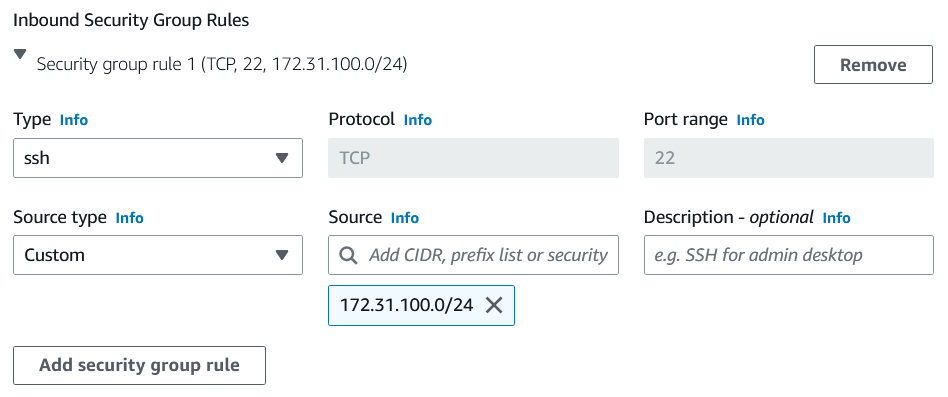 Inbound Security Group Rules
Security group rule 1 (TCP, 22, 172.31.100.0/24)
Remove
Type Info
Protocol Info
Port range Info
ssh
TCP
22
Source type Info
Source Info
Description - optional Info
Custom
Add CIDR, prefix list or security
e.g. SSH for admin desktop
172.31.100.0/24
Add security group rule